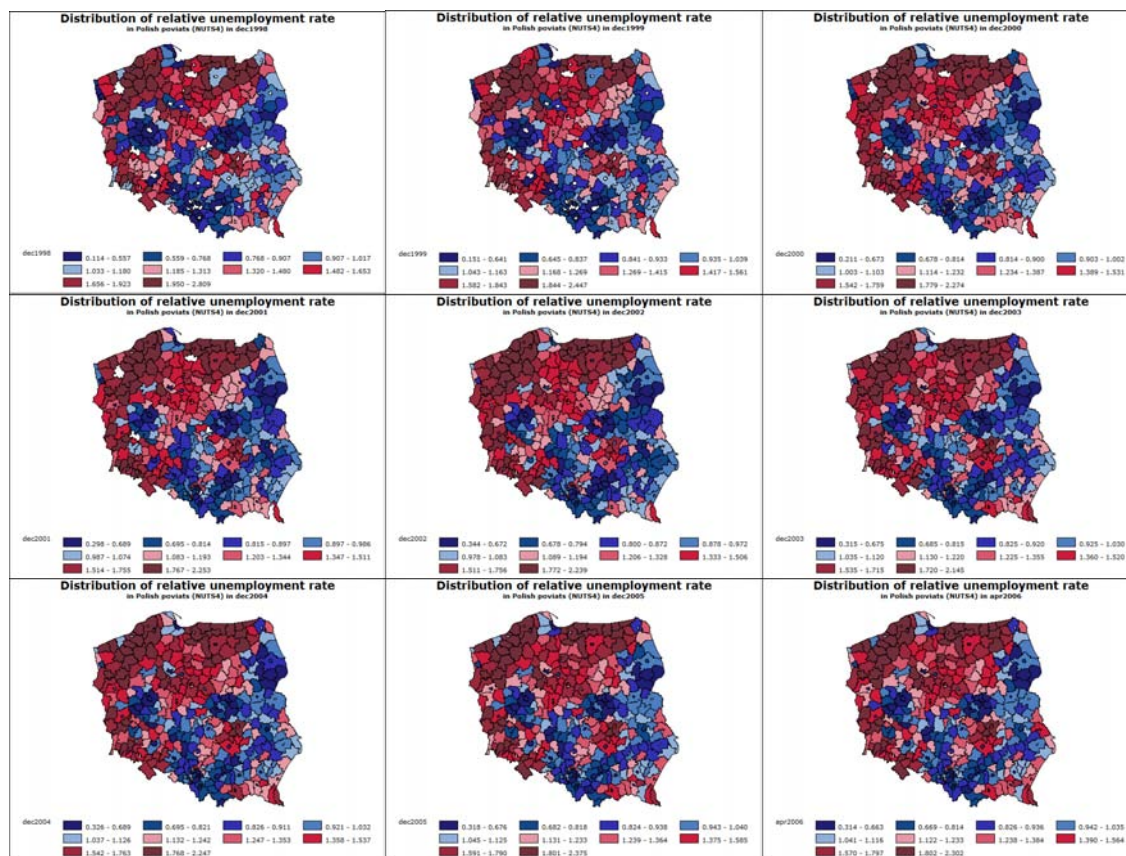 Distribution of relative unemployment rate
in Polish poviats (NUTS4) in dec1998
dec1998
0.114 - 0.557
0.559 - 0.768
0.768 - 0.907
0.907 - 1.017
1.033 - 1.180
1.185 - 1.313
1.320 - 1.480
1.482 - 1.653
1.656 - 1.923
1.950 - 2.809
Distribution of relative unemployment rate
in Polish poviats (NUTS4) in dec1999
dec1999
0.151 - 0.641
0.645 - 0.837
0.841 - 0.933
0.935 - 1.039
1.043 - 1.163
1.168 - 1.269
1.269 - 1.415
1.417 - 1.561
1.582 - 1.843
1.844 - 2.447
Distribution of relative unemployment rate
in Polish poviats (NUTS4) in dec2000
dec2000
0.211 - 0.673
0.678 - 0.814
0.814 - 0.900
0.903 - 1.002
1.003 - 1.103
1.114 - 1.232
1.234 - 1.387
1.389 - 1.531
1.542 - 1.759
1.779 - 2.274
Distribution of relative unemployment rate
in Polish poviats (NUTS4) in dec2001
dec2001
0.298 - 0.689
0.695 - 0.814
0.815 - 0.897
0.897 - 0.986
0.987 - 1.074
1.083 - 1.193
1.203 - 1.344
1.347 - 1.511
1.514 - 1.755
1.767 - 2.253
Distribution of relative unemployment rate
in Polish poviats (NUTS4) in dec2002
dec2002
0.344 - 0.672
0.678 - 0.794
0.800 - 0.872
0.878 - 0.972
0.978 - 1.083
1.089 - 1.194
1.206 - 1.328
1.333 - 1.506
1.511 - 1.756
1.772 - 2.239
Distribution of relative unemployment rate
in Polish poviats (NUTS4) in dec2003
dec2003
0.315 - 0.675
0.685 - 0.815
0.825 - 0.920
0.925 - 1.030
1.035 - 1.120
1.130 - 1.220
1.225 - 1.355
1.360 - 1.520
1.535 - 1.715
1.720 - 2.145
Distribution of relative unemployment rate
in Polish poviats (NUTS4) in dec2004
dec2004
0.326 - 0.689
0.695 - 0.821
0.826 - 0.911
0.921 - 1.032
1.037 - 1.126
1.132 - 1.242
1.247 - 1.353
1.358 - 1.537
1.542 - 1.763
1.768 - 2.247
Distribution of relative unemployment rate
in Polish poviats (NUTS4) in dec2005
dec2005
0.318 - 0.676
0.682 - 0.818
0.824 - 0.938
0.943 - 1.040
1.045 - 1.125
1.131 - 1.233
1.239 - 1.364
1.375 - 1.585
1.591 - 1.790
1.801 - 2.375
Distribution of relative unemployment rate
in Polish poviats (NUTS4) in apr2006
apr2006
0.314 - 0.663
0.669 - 0.814
0.826 - 0.936
0.942 - 1.035
1.041 - 1.116
1.122 - 1.233
1.238 - 1.384
1.390 - 1.564
1.570 - 1.797
1.802 - 2.302